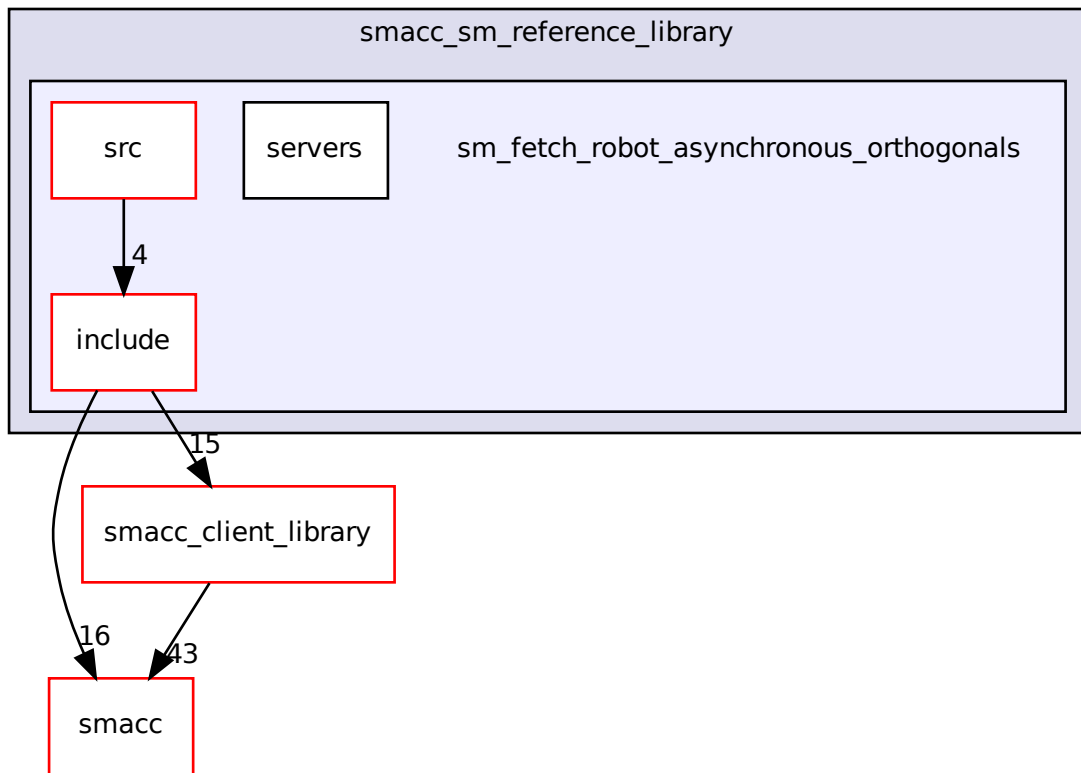 smacc_sm_reference_library
src
servers
sm_fetch_robot_asynchronous_orthogonals
4
include
15
smacc_client_library
16
43
smacc